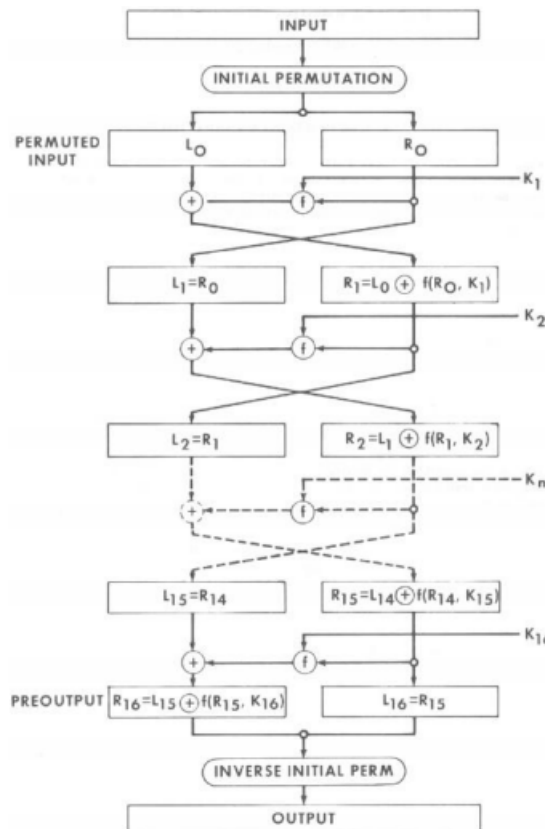 INPUT
INITIAL PERMUTATION
PERMUTED
INPUT
L0
R0
K1
+
f
L1=R0
R1=L0 ⊕ f(R0, K1)
K2
+
f
L2=R1
R2=L1 ⊕ f(R1, K2)
Kn
+
f
L15=R14
R15=L14 ⊕ f(R14, K15)
K16
+
f
PREOUTPUT
R16=L15 ⊕ f(R15, K16)
L16=R15
INVERSE INITIAL PERM
OUTPUT